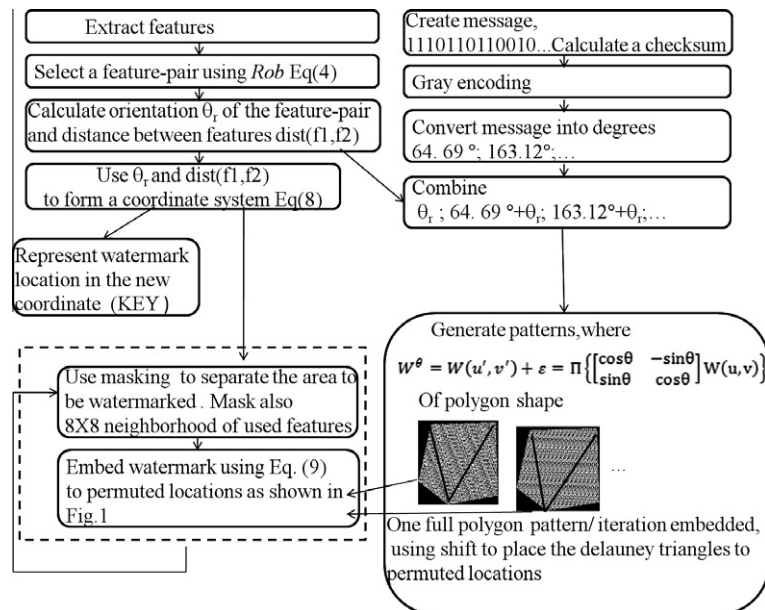 Extract features
Select a feature-pair using Rob Eq(4)
Calculate orientation θr of the feature-pair
and distance between features dist(f1,f2)
Use θr and dist(f1,f2)
to form a coordinate system Eq(8)
Represent watermark
location in the new
coordinate (KEY)
Use masking to separate the area to
be watermarked . Mask also
8X8 neighborhood of used features
Embed watermark using Eq. (9)
to permuted locations as shown in
Fig.1
Create message,
1110110110010...Calculate a checksum
Gray encoding
Convert message into degrees
64. 69 °; 163.12°;...
Combine
θr ; 64. 69 °+θr; 163.12°+θr;...
Generate patterns,where
W^θ = W(u′, v′) + ε = Π{[cosθ −sinθ
sinθ cosθ] W(u,v)}
Of polygon shape
...
One full polygon pattern/ iteration embedded,
using shift to place the delauney triangles to
permuted locations